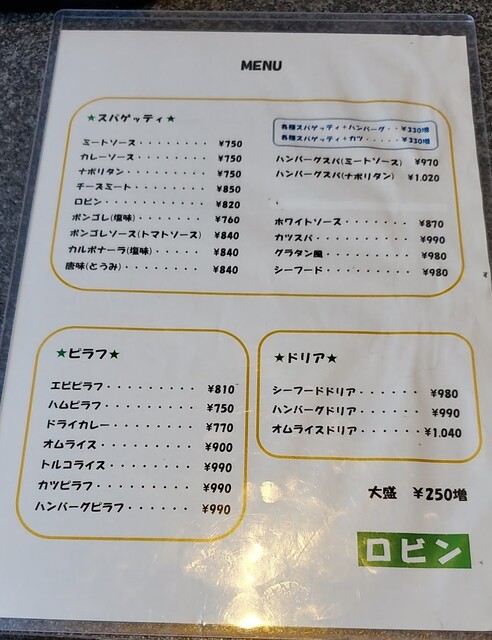 MENU
★スパゲッティ★
ミートソース・・・・・・・・ ¥750
カレーソース・・・・・・・・ ¥750
ナポリタン・・・・・・・・・ ¥750
チースミート・・・・・・・・ ¥850
ロビン・・・・・・・・・・・ ¥820
ボンゴレ(塩味)・・・・・・・ ¥760
ボンゴレソース(トマトソース) ¥840
カルボナーラ(塩味)・・・・・ ¥840
唐味(とうみ)・・・・・・・・ ¥840
各種スパゲッティ+ハンバーグ・・¥330増
各種スパゲッティ+カツ・・・・・¥330増
ハンバーグスパ(ミートソース) ¥970
ハンバーグスパ(ナポリタン) ¥1.020
ホワイトソース・・・・・・・ ¥870
カツスパ・・・・・・・・・・ ¥990
グラタン風・・・・・・・・・ ¥980
シーフード・・・・・・・・・ ¥980
★ピラフ★
エビピラフ・・・・・・・・・ ¥810
ハムピラフ・・・・・・・・・ ¥750
ドライカレー・・・・・・・・ ¥770
オムライス・・・・・・・・・ ¥900
トルコライス・・・・・・・・ ¥990
カツピラフ・・・・・・・・・ ¥990
ハンバーグピラフ・・・・・・ ¥990
★ドリア★
シーフードドリア・・・・・・ ¥980
ハンバーグドリア・・・・・・ ¥990
オムライスドリア・・・・・・¥1.040
大盛 ¥250増
ロビン